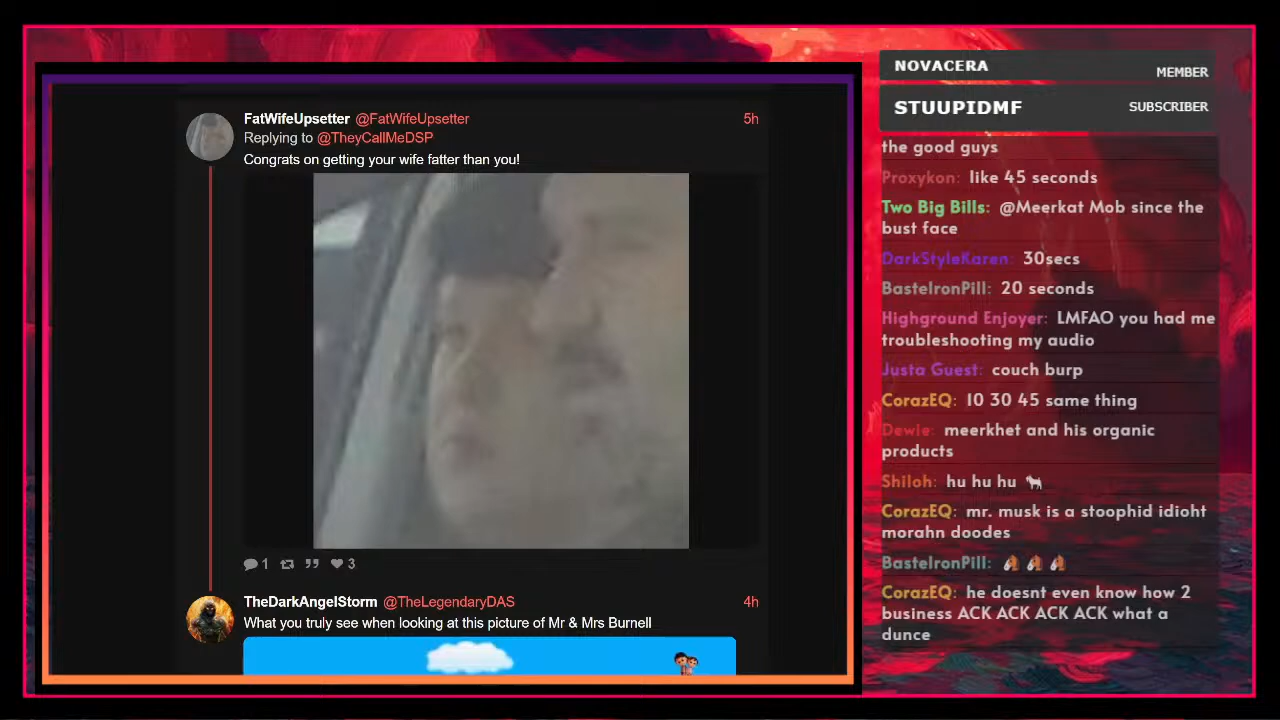 FatWifeUpsetter @FatWifeUpsetter 5h
Replying to @TheyCallMeDSP
Congrats on getting your wife fatter than you!
1 3
TheDarkAngelStorm @TheLegendaryDAS 4h
What you truly see when looking at this picture of Mr & Mrs Burnell
NOVACERA MEMBER
STUUPIDMF SUBSCRIBER
the good guys
Proxykon: like 45 seconds
Two Big Bills: @Meerkat Mob since the
bust face
DarkStyleKaren: 30secs
BasteIronPill: 20 seconds
Highground Enjoyer: LMFAO you had me
troubleshooting my audio
Justa Guest: couch burp
CorazEQ: 10 30 45 same thing
Dewie: meerkhet and his organic
products
Shiloh: hu hu hu
CorazEQ: mr. musk is a stoophid idioht
morahn doodes
BasteIronPill:
CorazEQ: he doesnt even know how 2
business ACK ACK ACK ACK what a
dunce